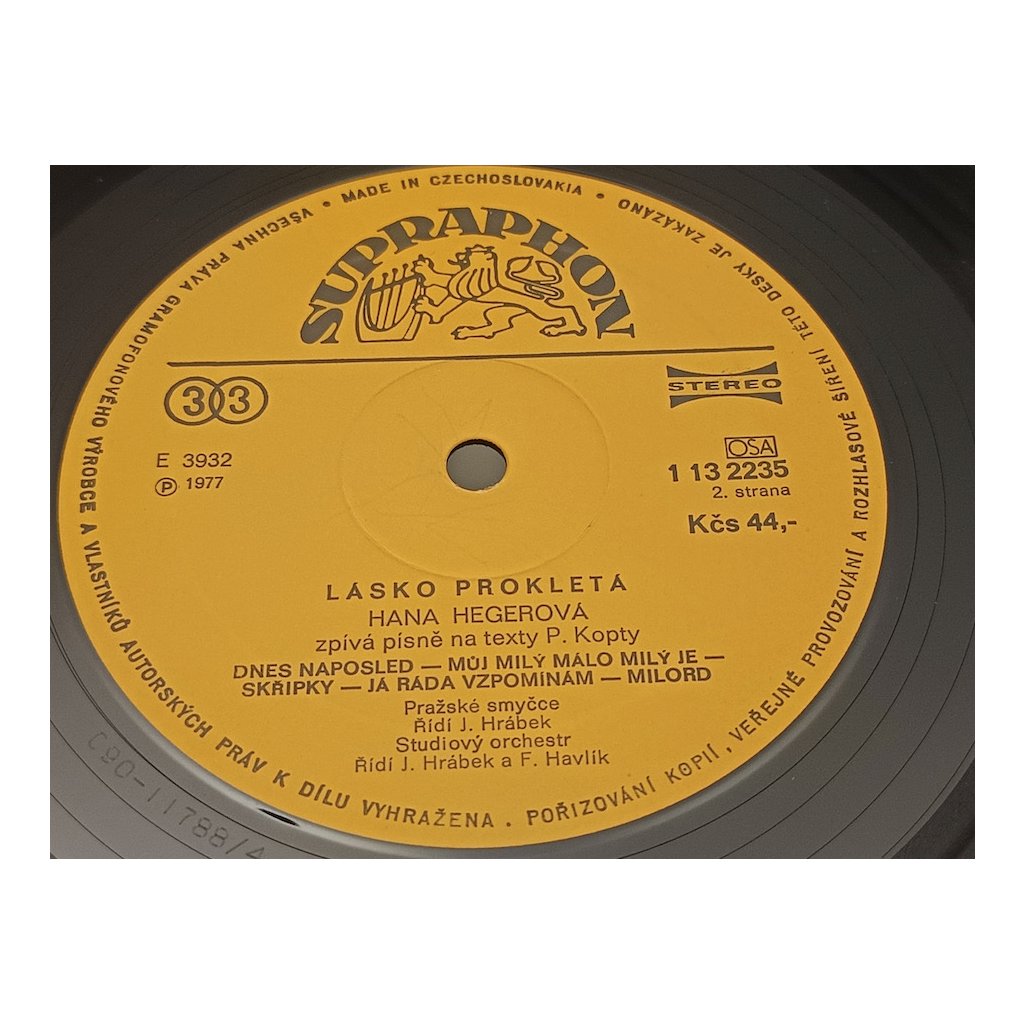 VŠECHNA PRÁVA GRAMOFONOVÉHO VÝROBCE A VLASTNÍKŮ AUTORSKÝCH PRÁV K DÍLU VYHRAŽENA . POŘIZOVÁNÍ KOPIÍ, VEŘEJNÉ PROVOZOVÁNÍ A ROZHLASOVÉ ŠÍŘENÍ TÉTO DESKY JE ZAKÁZÁNO • MADE IN CZECHOSLOVAKIA •
SUPRAPHON
33
STEREO
OSA
E 3932
1 13 2235
Ⓟ 1977
2. strana
Kčs 44,-
LÁSKO PROKLETÁ
HANA HEGEROVÁ
zpívá písně na texty P. Kopty
DNES NAPOSLED — MŮJ MILÝ MÁLO MILÝ JE —
SKŘIPKY — JÁ RÁDA VZPOMÍNÁM — MILORD
Pražské smyčce
Řídí J. Hrábek
Studiový orchestr
Řídí J. Hrábek a F. Havlík